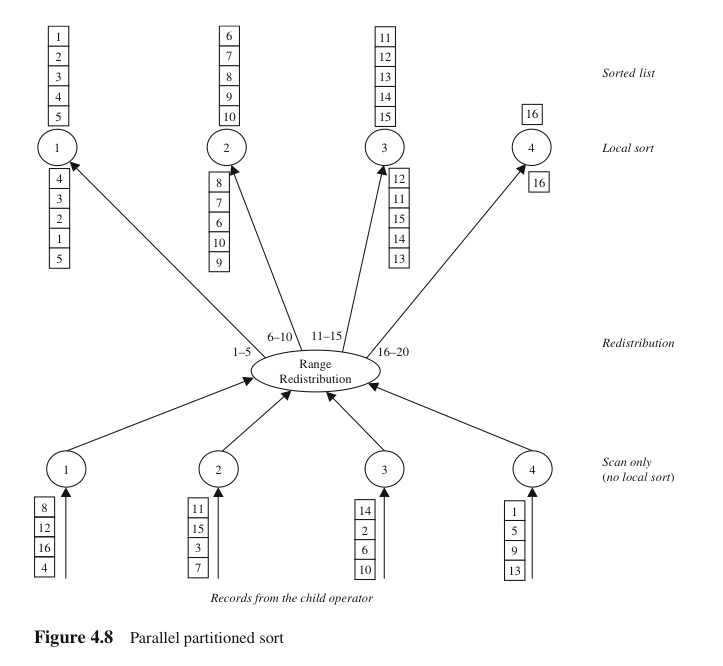 1 6 11
2 7 12
3 8 13 Sorted list
4 9 14
5 10 15 16
1 2 3 4 Local sort
4 8 12 16
3 7 11
2 6 15
1 10 14
5 9 13
6–10 11–15
1–5 16–20 Redistribution
Range
Redistribution
1 2 3 4 Scan only
(no local sort)
8 11 14 1
12 15 2 5
16 3 6 9
4 7 10 13
Records from the child operator
Figure 4.8 Parallel partitioned sort